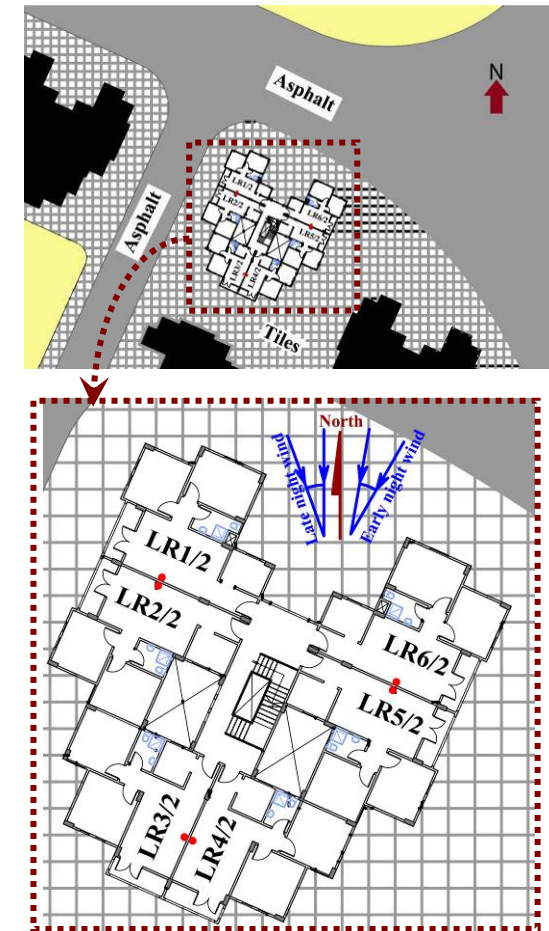 N
Asphalt
LR1/2
LR2/2
LR6/2
LR5/2
Asphalt
LR3/2
LR4/2
Tiles
North
Late night wind
Early night wind
LR1/2
LR2/2
LR6/2
LR5/2
LR3/2
LR4/2